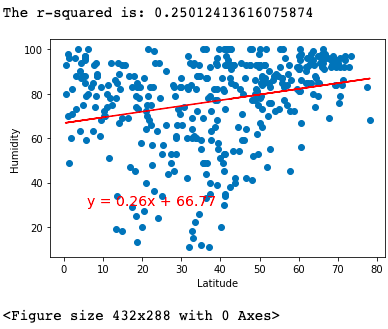 The r-squared is: 0.25012413616075874
100
80
60
40
20
Humidity
y = 0.26x + 66.77
0 10 20 30 40 50 60 70 80
Latitude
<Figure size 432x288 with 0 Axes>